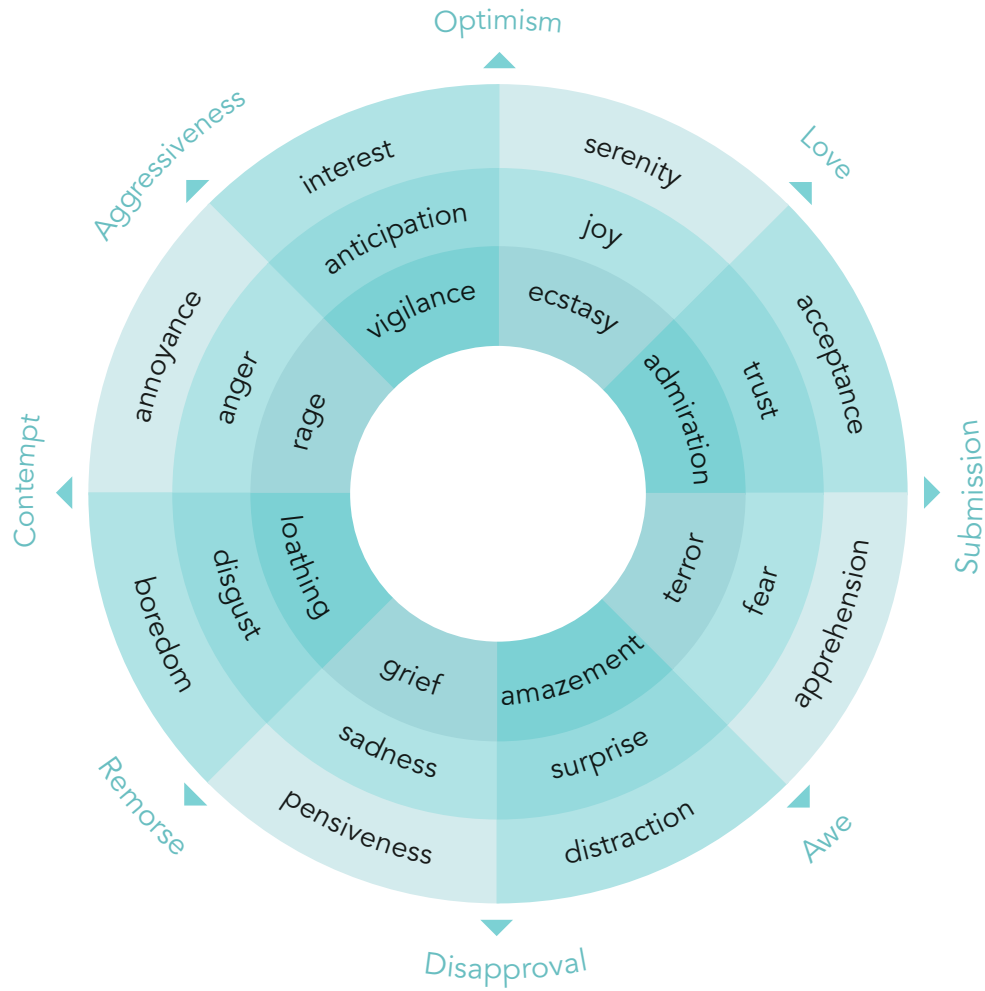 Optimism
Love
Submission
Awe
Disapproval
Remorse
Contempt
Aggressiveness
serenity
joy
ecstasy
acceptance
trust
admiration
apprehension
fear
terror
distraction
surprise
amazement
pensiveness
sadness
grief
boredom
disgust
loathing
annoyance
anger
rage
interest
anticipation
vigilance